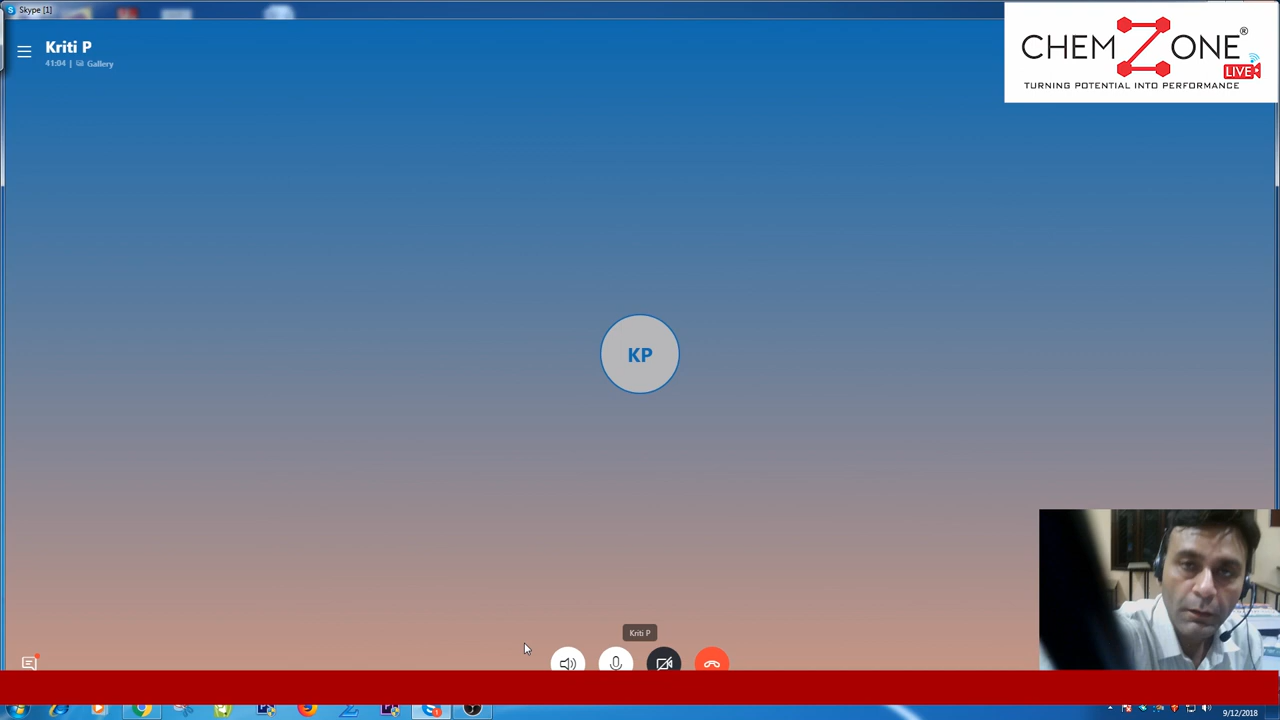 Skype [1]
Kriti P
41:04 | Gallery
CHEMZONE®
LIVE
TURNING POTENTIAL INTO PERFORMANCE
KP
Kriti P
9/12/2018